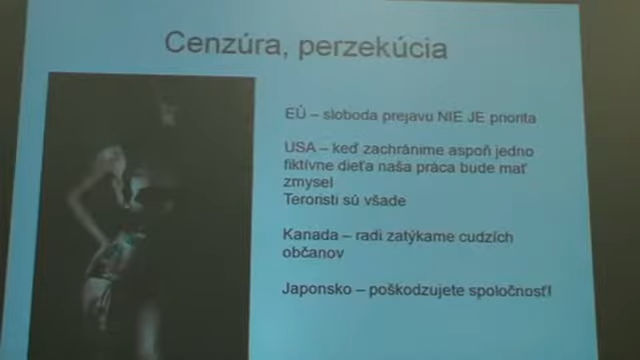 Cenzúra, perzekúcia
EÚ – sloboda prejavu NIE JE priorita
USA – keď zachránime aspoň jedno
fiktívne dieťa naša práca bude mať
zmysel
Teroristi sú všade
Kanada – radi zatýkame cudzích
občanov
Japonsko – poškodzujete spoločnosť!